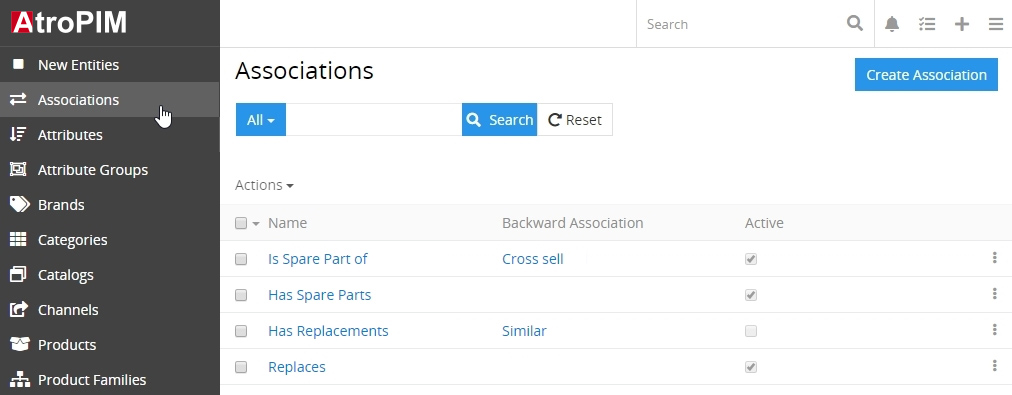 AtroPIM
Search
New Entities
Associations
Attributes
Attribute Groups
Brands
Categories
Catalogs
Channels
Products
Product Families
Associations
Create Association
All
Search
Reset
Actions
Name Backward Association Active
Is Spare Part of Cross sell
Has Spare Parts
Has Replacements Similar
Replaces